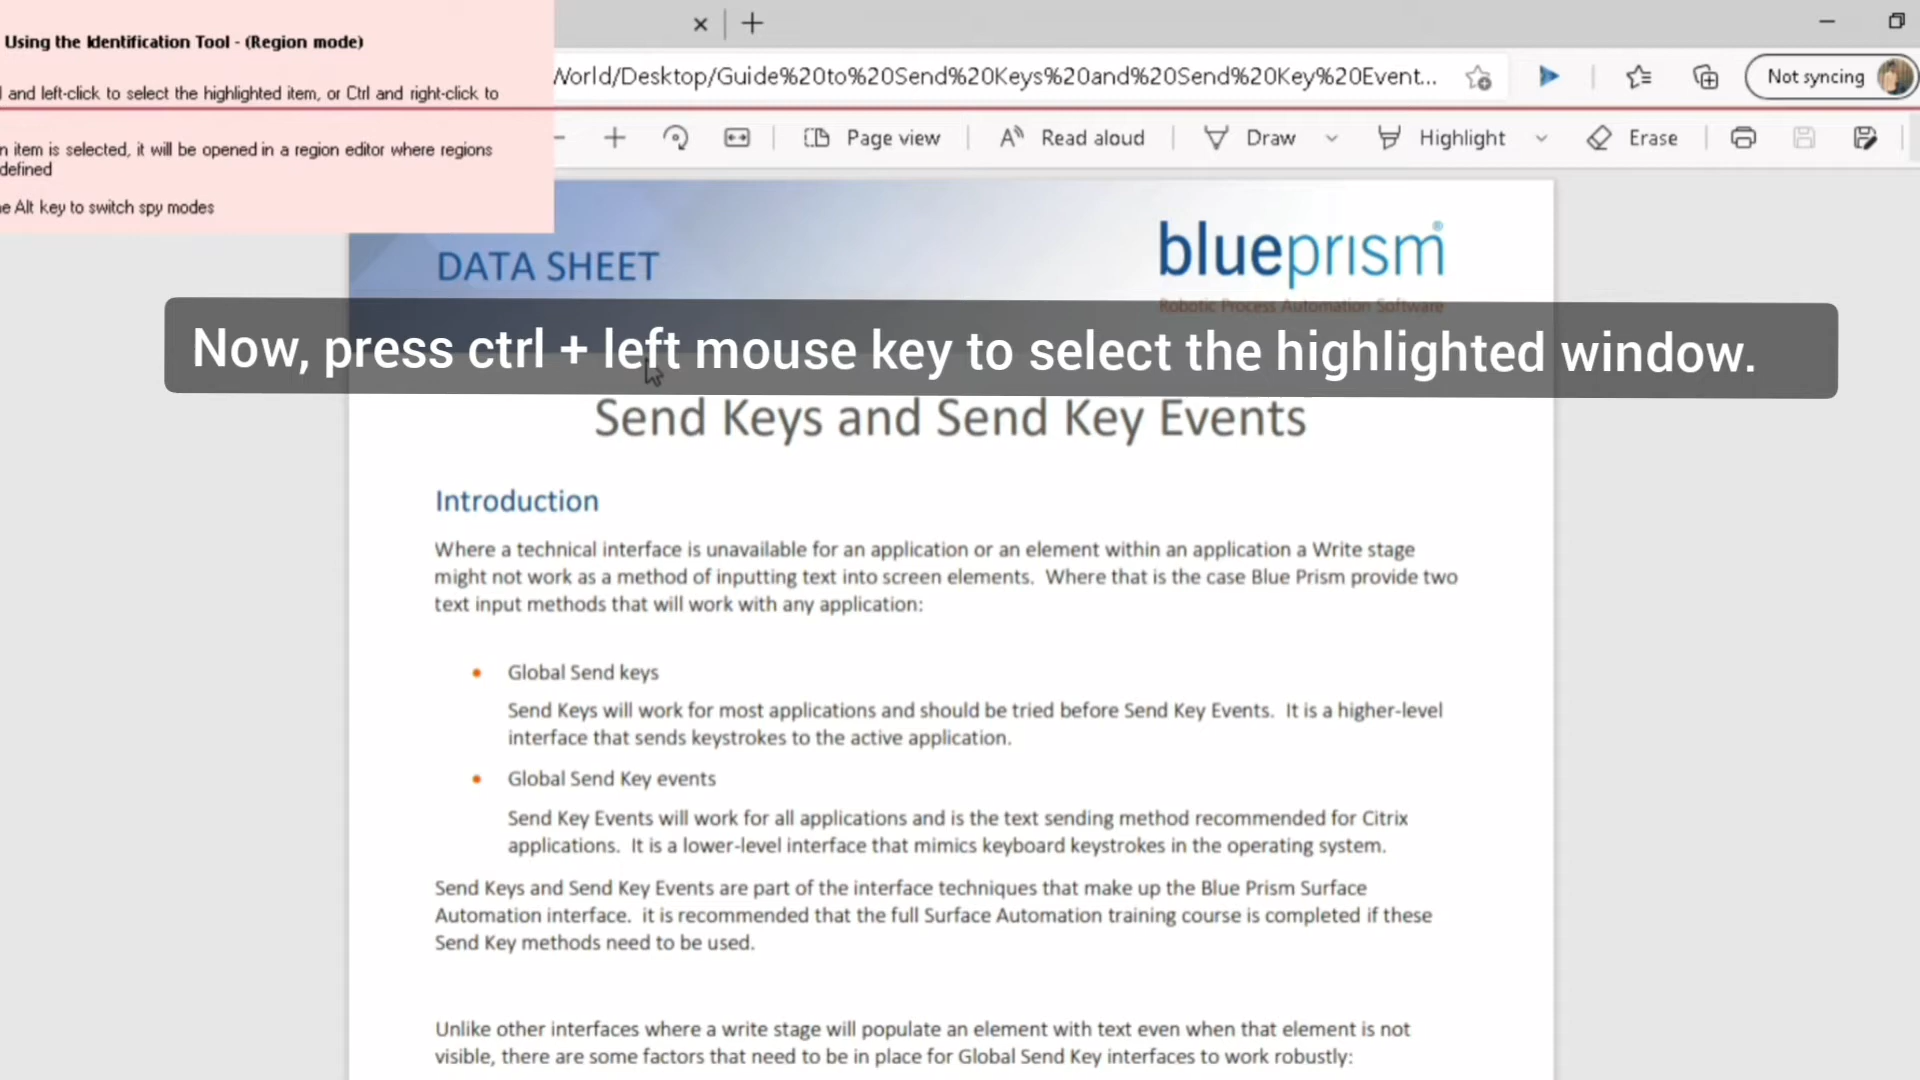 Using the Identification Tool - (Region mode)
and left-click to select the highlighted item, or Ctrl and right-click to
item is selected, it will be opened in a region editor where regions
defined
Alt key to switch spy modes
World/Desktop/Guide%20to%20Send%20Keys%20and%20Send%20Key%20Event...
Not syncing
Page view
Read aloud
Draw
Highlight
Erase
DATA SHEET
blueprism®
Robotic Process Automation Software
Now, press ctrl + left mouse key to select the highlighted window.
Send Keys and Send Key Events
Introduction
Where a technical interface is unavailable for an application or an element within an application a Write stage
might not work as a method of inputting text into screen elements. Where that is the case Blue Prism provide two
text input methods that will work with any application:
• Global Send keys
Send Keys will work for most applications and should be tried before Send Key Events. It is a higher-level
interface that sends keystrokes to the active application.
• Global Send Key events
Send Key Events will work for all applications and is the text sending method recommended for Citrix
applications. It is a lower-level interface that mimics keyboard keystrokes in the operating system.
Send Keys and Send Key Events are part of the interface techniques that make up the Blue Prism Surface
Automation interface. it is recommended that the full Surface Automation training course is completed if these
Send Key methods need to be used.
Unlike other interfaces where a write stage will populate an element with text even when that element is not
visible, there are some factors that need to be in place for Global Send Key interfaces to work robustly: